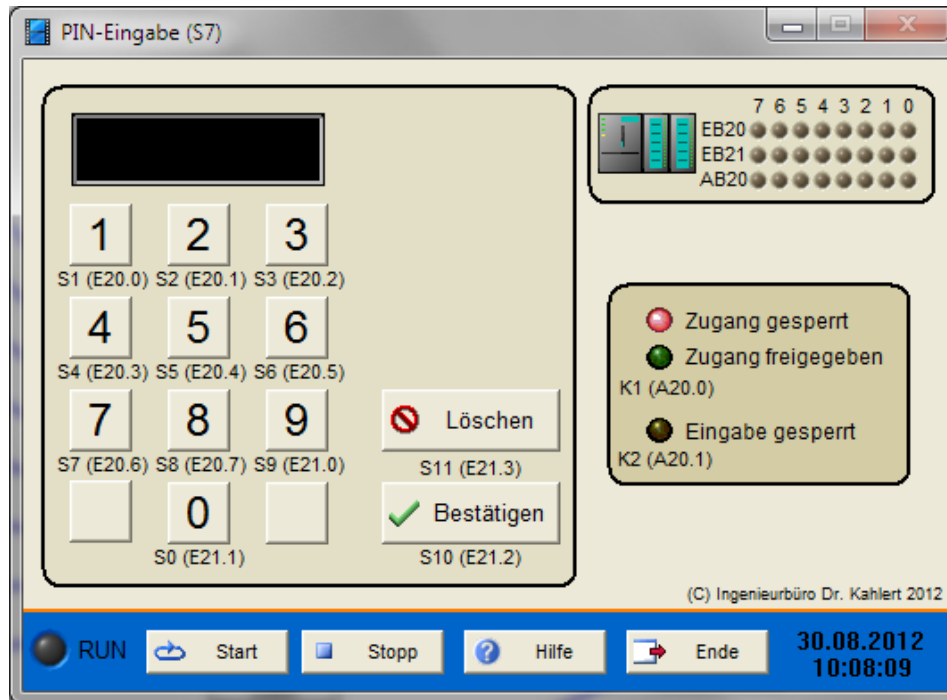 PIN-Eingabe (S7)
7 6 5 4 3 2 1 0
EB20
EB21
AB20
1 2 3
S1 (E20.0) S2 (E20.1) S3 (E20.2)
4 5 6
S4 (E20.3) S5 (E20.4) S6 (E20.5)
7 8 9
S7 (E20.6) S8 (E20.7) S9 (E21.0)
0
S0 (E21.1)
Löschen
S11 (E21.3)
Bestätigen
S10 (E21.2)
Zugang gesperrt
Zugang freigegeben
K1 (A20.0)
Eingabe gesperrt
K2 (A20.1)
(C) Ingenieurbüro Dr. Kahlert 2012
RUN Start Stopp Hilfe Ende
30.08.2012
10:08:09